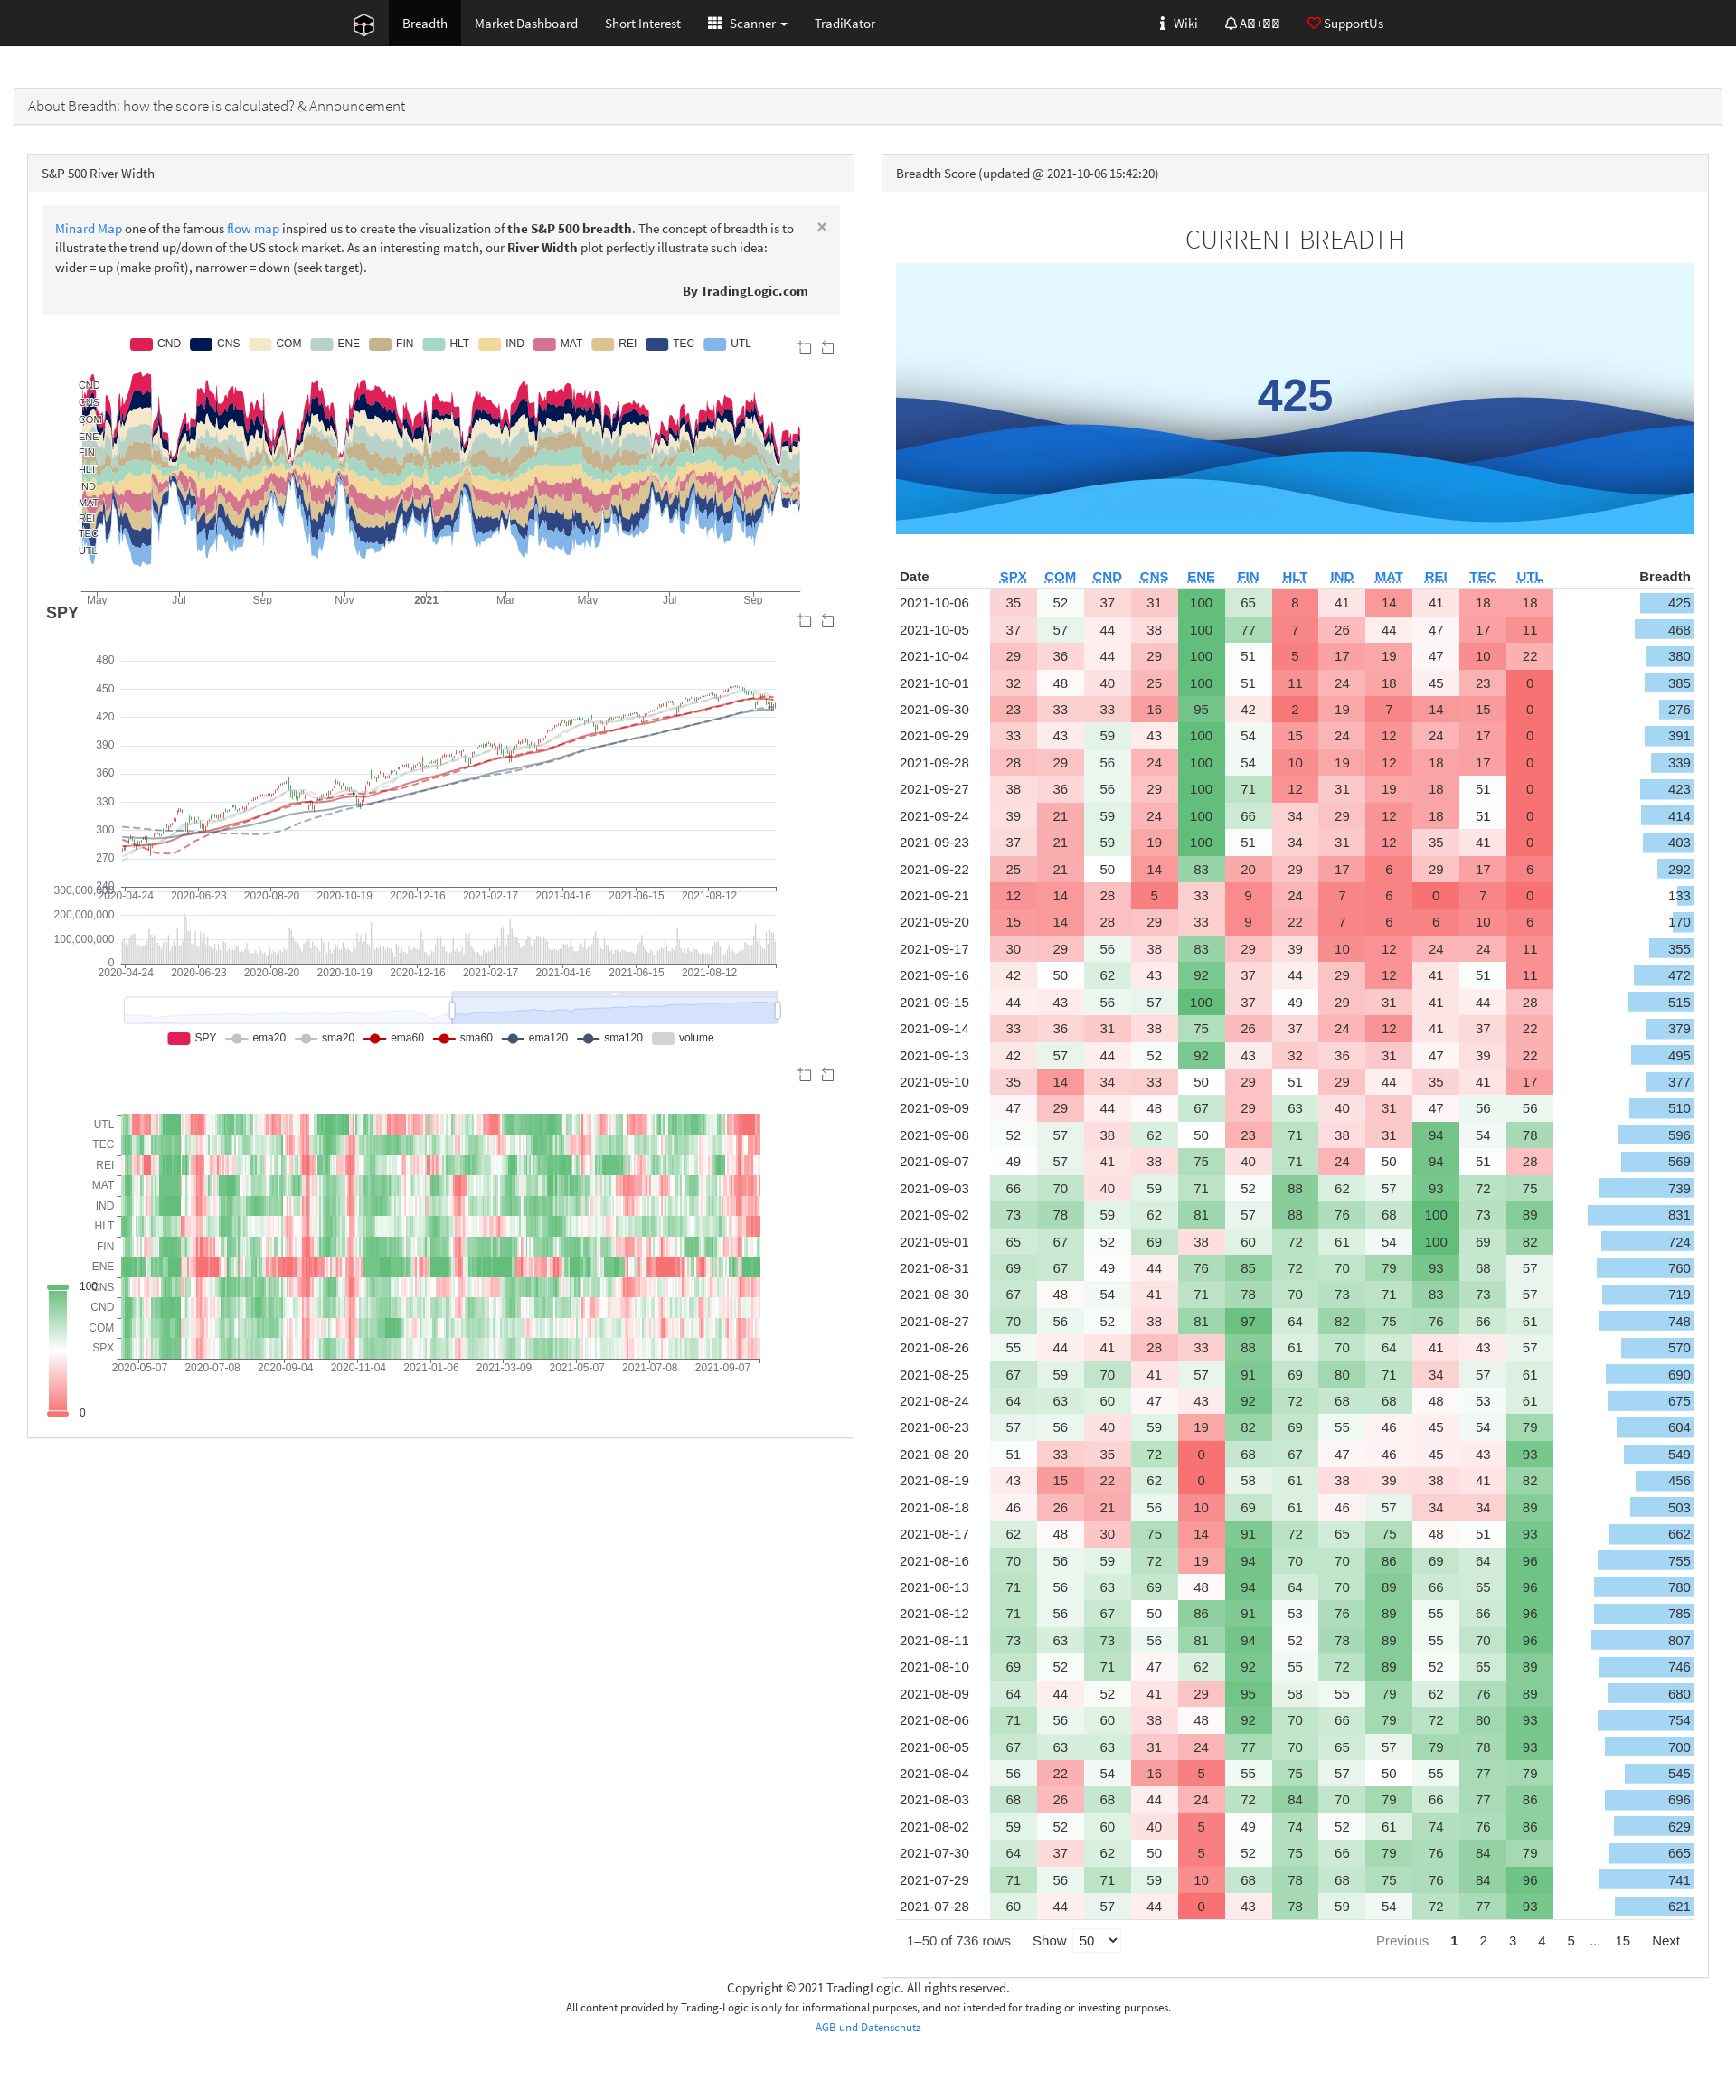 Breadth Market Dashboard Short Interest Scanner TradiKator Wiki SupportUs
About Breadth: how the score is calculated? & Announcement
S&P 500 River Width
Minard Map one of the famous flow map inspired us to create the visualization of the S&P 500 breadth. The concept of breadth is to
illustrate the trend up/down of the US stock market. As an interesting match, our River Width plot perfectly illustrate such idea:
wider = up (make profit), narrower = down (seek target).
×
By TradingLogic.com
CND CNS COM ENE FIN HLT IND MAT REI TEC UTL
CND
CNS
COM
ENE
FIN
HLT
IND
MAT
REI
TEC
UTL
May Jul Sep Nov 2021 Mar May Jul Sep
SPY
480
450
420
390
360
330
300
270
240
2020-04-24 2020-06-23 2020-08-20 2020-10-19 2020-12-16 2021-02-17 2021-04-16 2021-06-15 2021-08-12
300,000,000
200,000,000
100,000,000
0
2020-04-24 2020-06-23 2020-08-20 2020-10-19 2020-12-16 2021-02-17 2021-04-16 2021-06-15 2021-08-12
SPY ema20 sma20 ema60 sma60 ema120 sma120 volume
UTL
TEC
REI
MAT
IND
HLT
FIN
ENE
CNS
CND
COM
SPX
2020-05-07 2020-07-08 2020-09-04 2020-11-04 2021-01-06 2021-03-09 2021-05-07 2021-07-08 2021-09-07
100
0
Breadth Score (updated @ 2021-10-06 15:42:20)
CURRENT BREADTH
425
Date SPX COM CND CNS ENE FIN HLT IND MAT REI TEC UTL Breadth
2021-10-06 35 52 37 31 100 65 8 41 14 41 18 18 425
2021-10-05 37 57 44 38 100 77 7 26 44 47 17 11 468
2021-10-04 29 36 44 29 100 51 5 17 19 47 10 22 380
2021-10-01 32 48 40 25 100 51 11 24 18 45 23 0 385
2021-09-30 23 33 33 16 95 42 2 19 7 14 15 0 276
2021-09-29 33 43 59 43 100 54 15 24 12 24 17 0 391
2021-09-28 28 29 56 24 100 54 10 19 12 18 17 0 339
2021-09-27 38 36 56 29 100 71 12 31 19 18 51 0 423
2021-09-24 39 21 59 24 100 66 34 29 12 18 51 0 414
2021-09-23 37 21 59 19 100 51 34 31 12 35 41 0 403
2021-09-22 25 21 50 14 83 20 29 17 6 29 17 6 292
2021-09-21 12 14 28 5 33 9 24 7 6 0 7 0 133
2021-09-20 15 14 28 29 33 9 22 7 6 6 10 6 170
2021-09-17 30 29 56 38 83 29 39 10 12 24 24 11 355
2021-09-16 42 50 62 43 92 37 44 29 12 41 51 11 472
2021-09-15 44 43 56 57 100 37 49 29 31 41 44 28 515
2021-09-14 33 36 31 38 75 26 37 24 12 41 37 22 379
2021-09-13 42 57 44 52 92 43 32 36 31 47 39 22 495
2021-09-10 35 14 34 33 50 29 51 29 44 35 41 17 377
2021-09-09 47 29 44 48 67 29 63 40 31 47 56 56 510
2021-09-08 52 57 38 62 50 23 71 38 31 94 54 78 596
2021-09-07 49 57 41 38 75 40 71 24 50 94 51 28 569
2021-09-03 66 70 40 59 71 52 88 62 57 93 72 75 739
2021-09-02 73 78 59 62 81 57 88 76 68 100 73 89 831
2021-09-01 65 67 52 69 38 60 72 61 54 100 69 82 724
2021-08-31 69 67 49 44 76 85 72 70 79 93 68 57 760
2021-08-30 67 48 54 41 71 78 70 73 71 83 73 57 719
2021-08-27 70 56 52 38 81 97 64 82 75 76 66 61 748
2021-08-26 55 44 41 28 33 88 61 70 64 41 43 57 570
2021-08-25 67 59 70 41 57 91 69 80 71 34 57 61 690
2021-08-24 64 63 60 47 43 92 72 68 68 48 53 61 675
2021-08-23 57 56 40 59 19 82 69 55 46 45 54 79 604
2021-08-20 51 33 35 72 0 68 67 47 46 45 43 93 549
2021-08-19 43 15 22 62 0 58 61 38 39 38 41 82 456
2021-08-18 46 26 21 56 10 69 61 46 57 34 34 89 503
2021-08-17 62 48 30 75 14 91 72 65 75 48 51 93 662
2021-08-16 70 56 59 72 19 94 70 70 86 69 64 96 755
2021-08-13 71 56 63 69 48 94 64 70 89 66 65 96 780
2021-08-12 71 56 67 50 86 91 53 76 89 55 66 96 785
2021-08-11 73 63 73 56 81 94 52 78 89 55 70 96 807
2021-08-10 69 52 71 47 62 92 55 72 89 52 65 89 746
2021-08-09 64 44 52 41 29 95 58 55 79 62 76 89 680
2021-08-06 71 56 60 38 48 92 70 66 79 72 80 93 754
2021-08-05 67 63 63 31 24 77 70 65 57 79 78 93 700
2021-08-04 56 22 54 16 5 55 75 57 50 55 77 79 545
2021-08-03 68 26 68 44 24 72 84 70 79 66 77 86 696
2021-08-02 59 52 60 40 5 49 74 52 61 74 76 86 629
2021-07-30 64 37 62 50 5 52 75 66 79 76 84 79 665
2021-07-29 71 56 71 59 10 68 78 68 75 76 84 96 741
2021-07-28 60 44 57 44 0 43 78 59 54 72 77 93 621
1–50 of 736 rows Show 50 Previous 1 2 3 4 5 ... 15 Next
Copyright © 2021 TradingLogic. All rights reserved.
All content provided by Trading-Logic is only for informational purposes, and not intended for trading or investing purposes.
AGB und Datenschutz